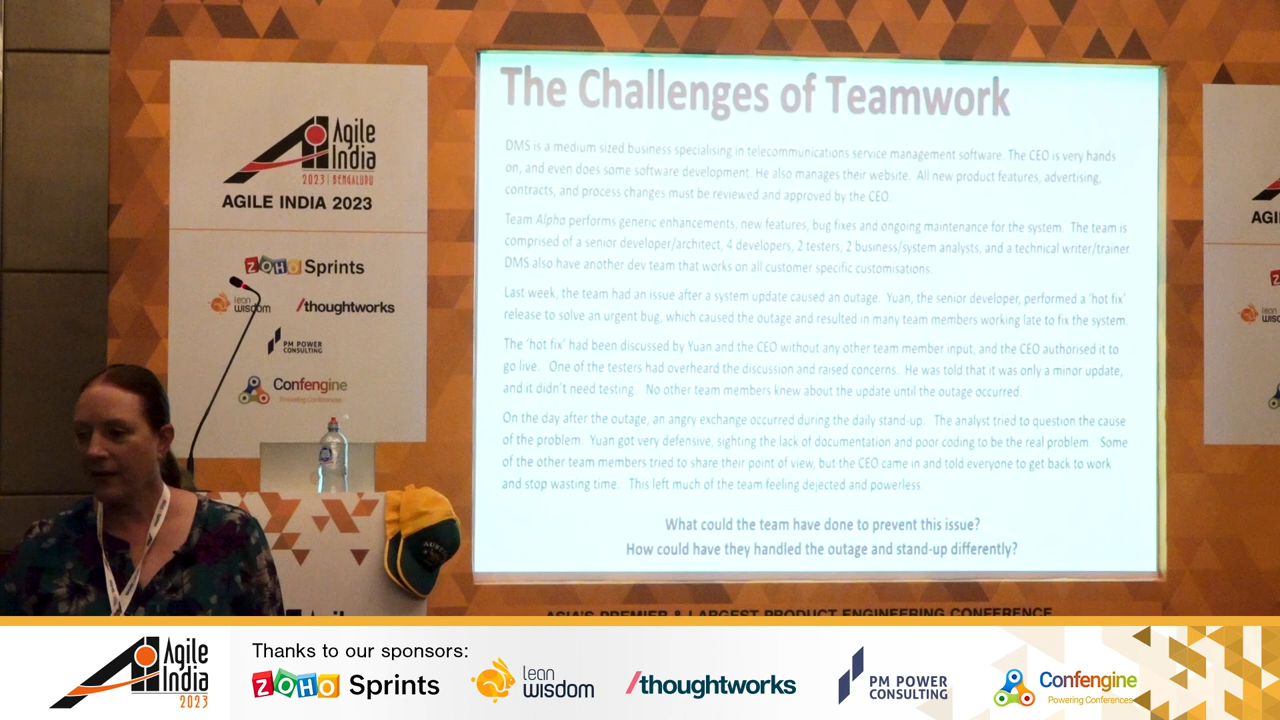 The Challenges of Teamwork
DMS is a medium sized business specialising in telecommunications service management software. The CEO is very hands
on, and even does some software development. He also manages their website. All new product features, advertising,
contracts, and process changes must be reviewed and approved by the CEO.
Team Alpha performs generic enhancements, new features, bug fixes and ongoing maintenance for the system. The team is
comprised of a senior developer/architect, 4 developers, 2 testers, 2 business/system analysts, and a technical writer/trainer.
DMS also have another dev team that works on all customer specific customisations.
Last week, the team had an issue after a system update caused an outage. Yuan, the senior developer, performed a ‘hot fix’
release to solve an urgent bug, which caused the outage and resulted in many team members working late to fix the system.
The ‘hot fix’ had been discussed by Yuan and the CEO without any other team member input, and the CEO authorised it to
go live. One of the testers had overheard the discussion and raised concerns. He was told that it was only a minor update,
and it didn't need testing. No other team members knew about the update until the outage occurred.
On the day after the outage, an angry exchange occurred during the daily stand-up. The analyst tried to question the cause
of the problem. Yuan got very defensive, sighting the lack of documentation and poor coding to be the real problem. Some
of the other team members tried to share their point of view, but the CEO came in and told everyone to get back to work
and stop wasting time. This left much of the team feeling dejected and powerless.
What could the team have done to prevent this issue?
How could have they handled the outage and stand-up differently?
Agile
India
2023 | BENGALURU
AGILE INDIA 2023
ZOHO Sprints
lean
wisdom
/thoughtworks
PM POWER
CONSULTING
Confengine
Powering Conferences
ASIA'S PREMIER & LARGEST PRODUCT ENGINEERING CONFERENCE
Agile
India
2023
Thanks to our sponsors:
ZOHO Sprints
lean
wisdom
/thoughtworks
PM POWER
CONSULTING
Confengine
Powering Conferences